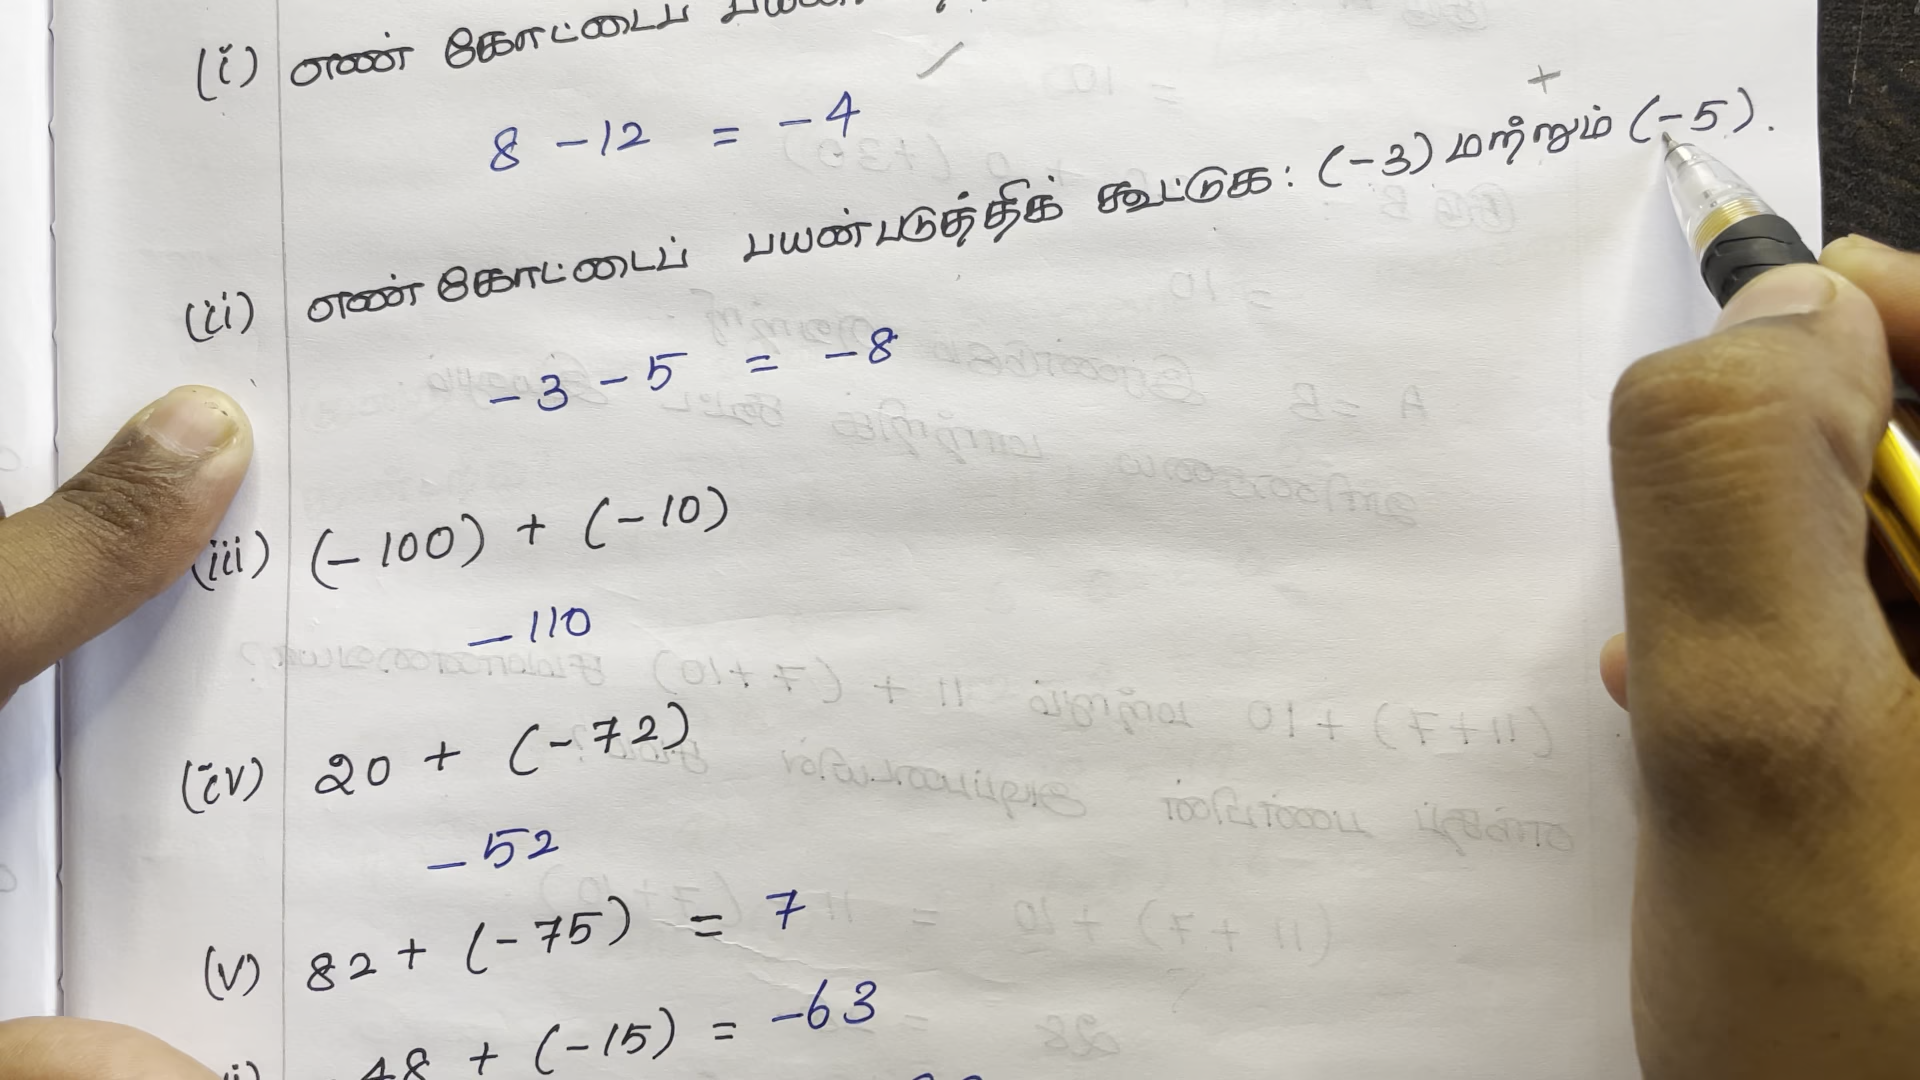 (i) எண் கோட்டைப்
8 - 12 = - 4
+
(ii) எண் கோட்டைப் பயன்படுத்திக் கூட்டுக: (-3) மற்றும் (-5).
- 3 - 5 = - 8
(iii) (- 100) + (- 10)
- 110
(iv) 20 + (- 72)
- 52
(v) 82 + (- 75) = 7
48 + (- 15) = - 63